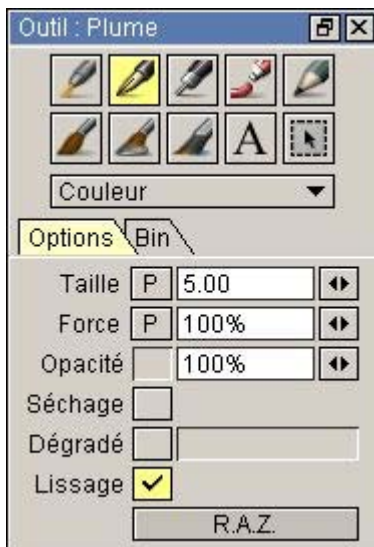 Outil : Plume
A
Couleur
Options Bin
Taille P 5.00
Force P 100%
Opacité 100%
Séchage
Dégradé
Lissage
R.A.Z.